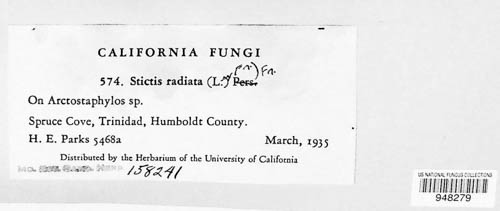 CALIFORNIA FUNGI
574. Stictis radiata (L.) Pers. Fr.
On Arctostaphylos sp.
Spruce Cove, Trinidad, Humboldt County.
H. E. Parks 5468a March, 1935
Distributed by the Herbarium of the University of California
158241
US NATIONAL FUNGUS COLLECTIONS
948279